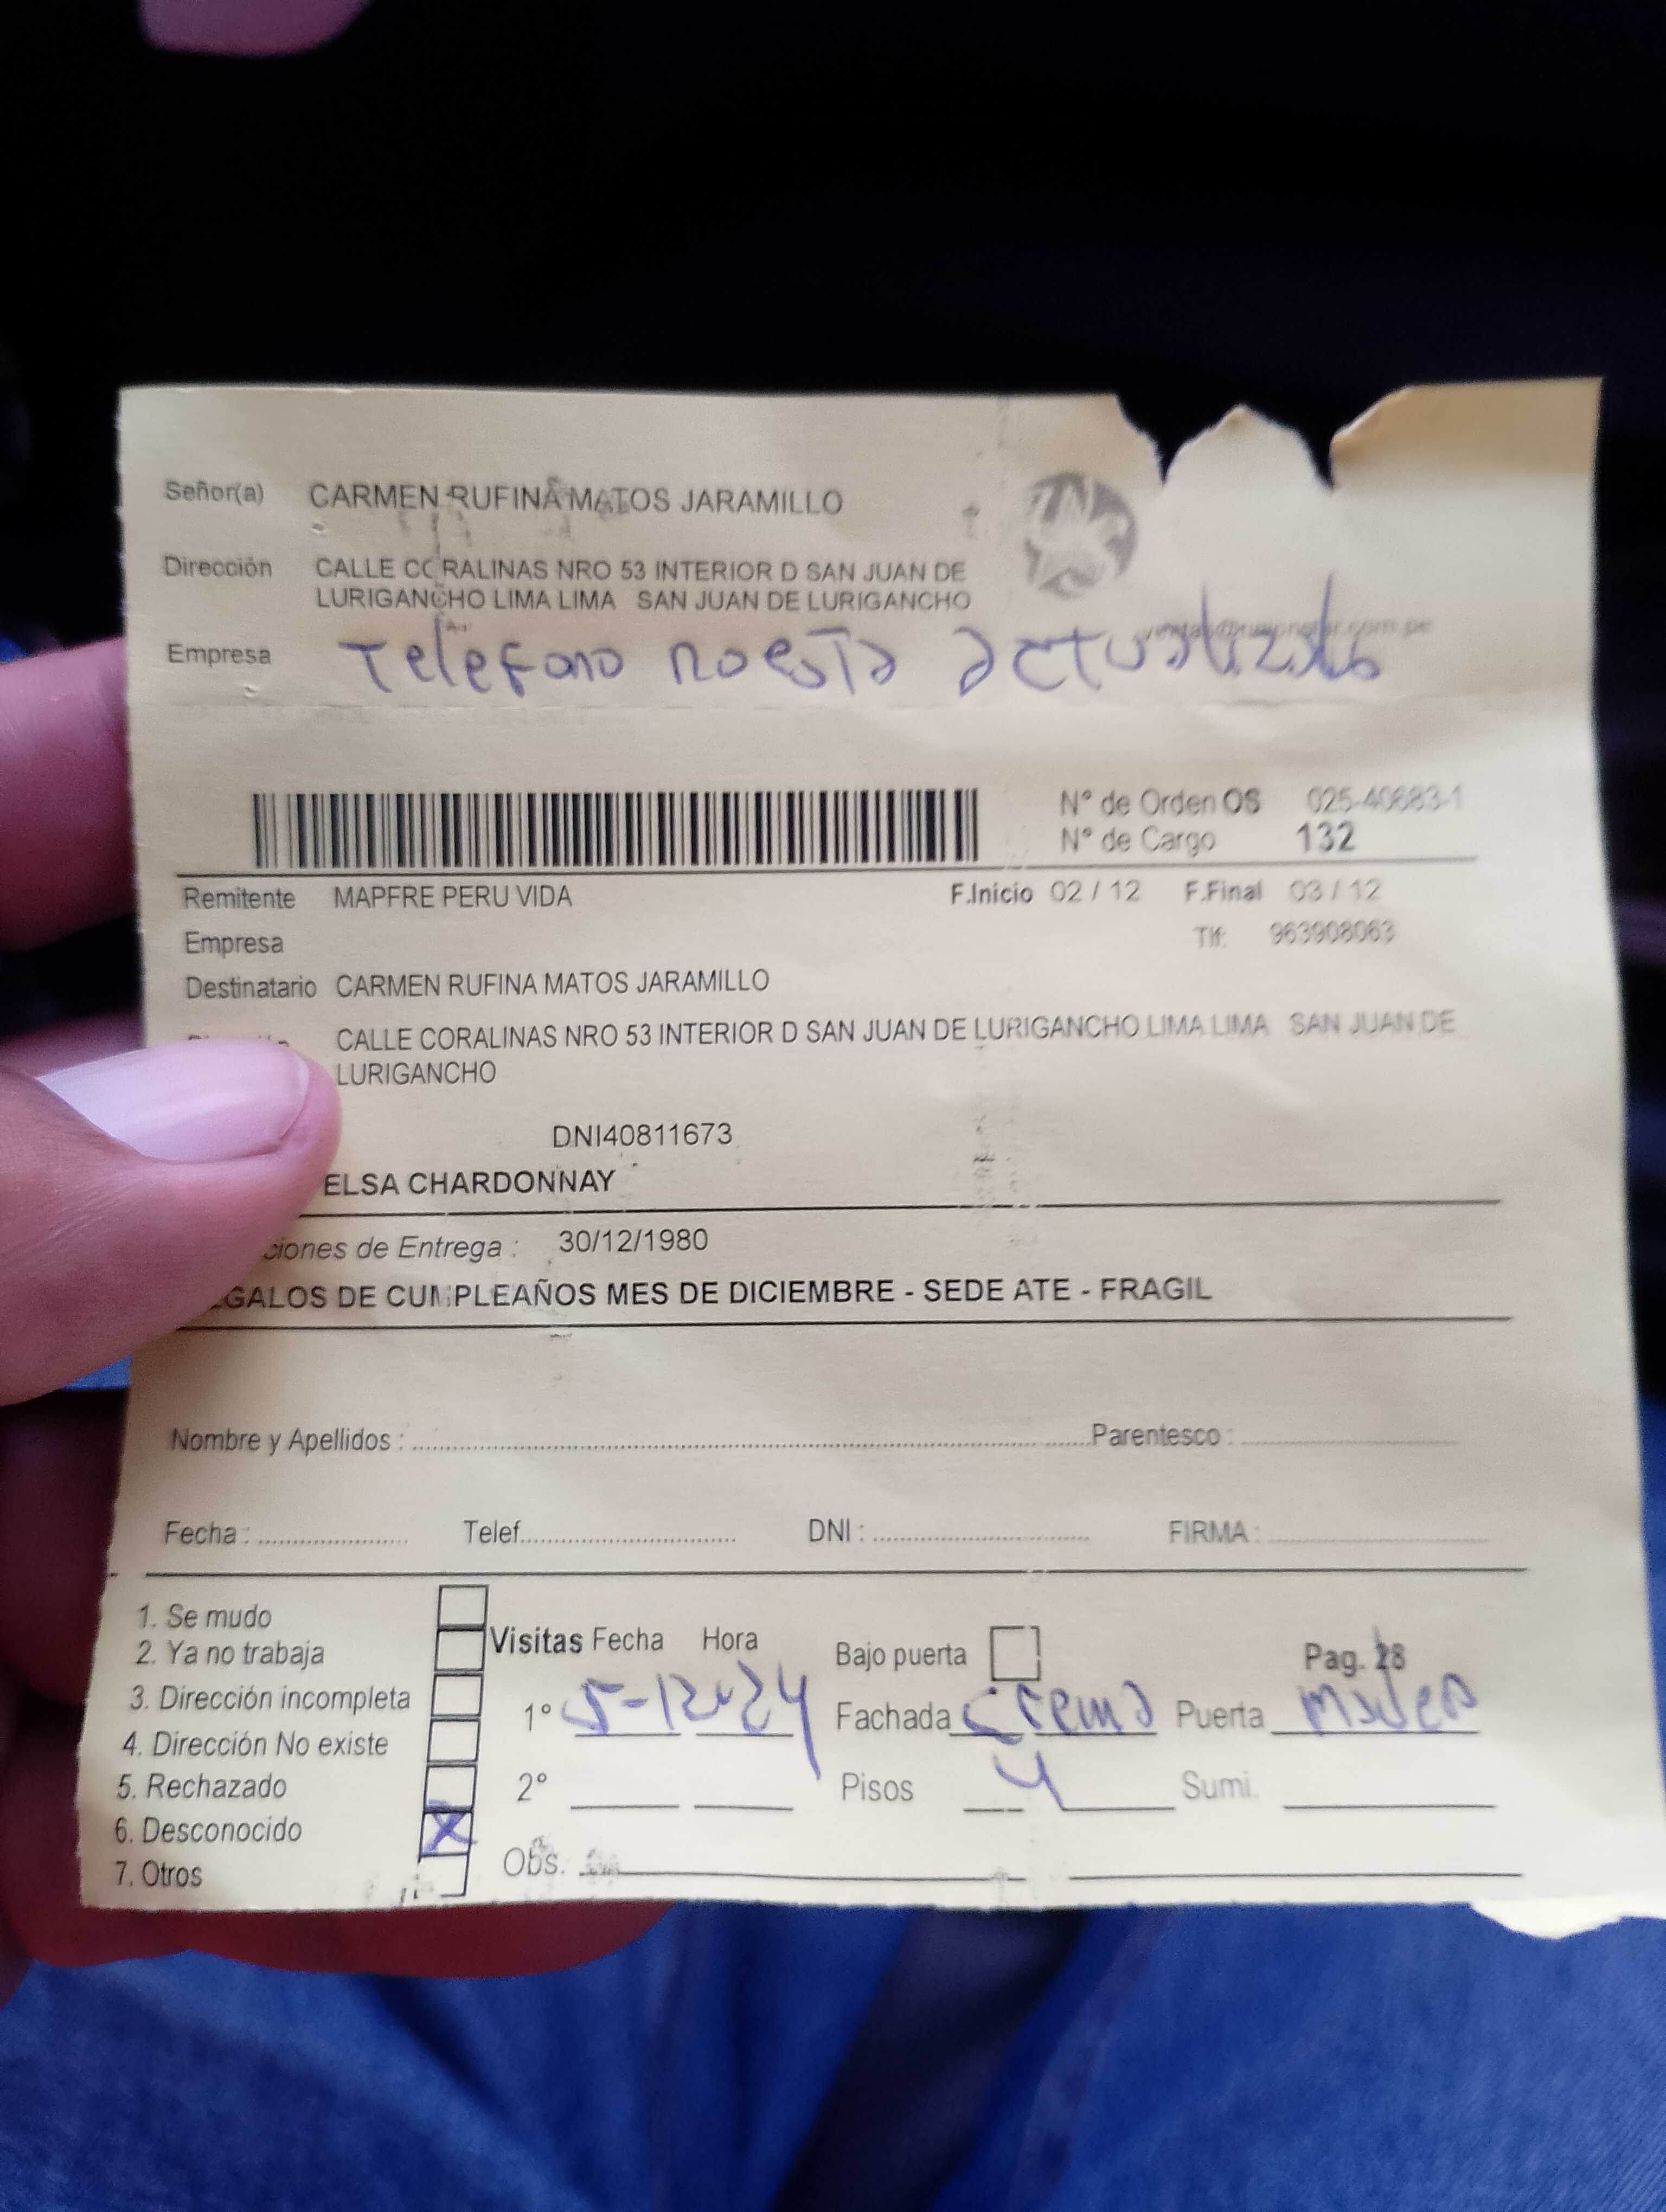 Señor(a) CARMEN RUFINA MATOS JARAMILLO
Dirección CALLE CORALINAS NRO 53 INTERIOR D SAN JUAN DE
LURIGANCHO LIMA LIMA SAN JUAN DE LURIGANCHO
Empresa Telefono no esta actualizado
N° de Orden OS 025-40683-1
N° de Cargo 132
Remitente MAPFRE PERU VIDA F.Inicio 02 / 12 F.Final 03 / 12
Empresa Tlf: 963908063
Destinatario CARMEN RUFINA MATOS JARAMILLO
CALLE CORALINAS NRO 53 INTERIOR D SAN JUAN DE LURIGANCHO LIMA LIMA SAN JUAN DE
LURIGANCHO
DNI40811673
ELSA CHARDONNAY
ciones de Entrega : 30/12/1980
GALOS DE CUMPLEAÑOS MES DE DICIEMBRE - SEDE ATE - FRAGIL
Nombre y Apellidos : Parentesco :
Fecha : Telef. DNI : FIRMA :
1. Se mudo
2. Ya no trabaja
3. Dirección incompleta
4. Dirección No existe
5. Rechazado
6. Desconocido X
7. Otros
Visitas Fecha Hora Bajo puerta Pag. 28
1° 5-12-24 Fachada crema Puerta
2° Pisos 4 Sumi.
Obs.